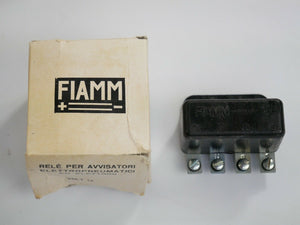 FIAMM
+ -
RELÈ PER AVVISATORI
ELETTROPNEUMATICI
FIAMM